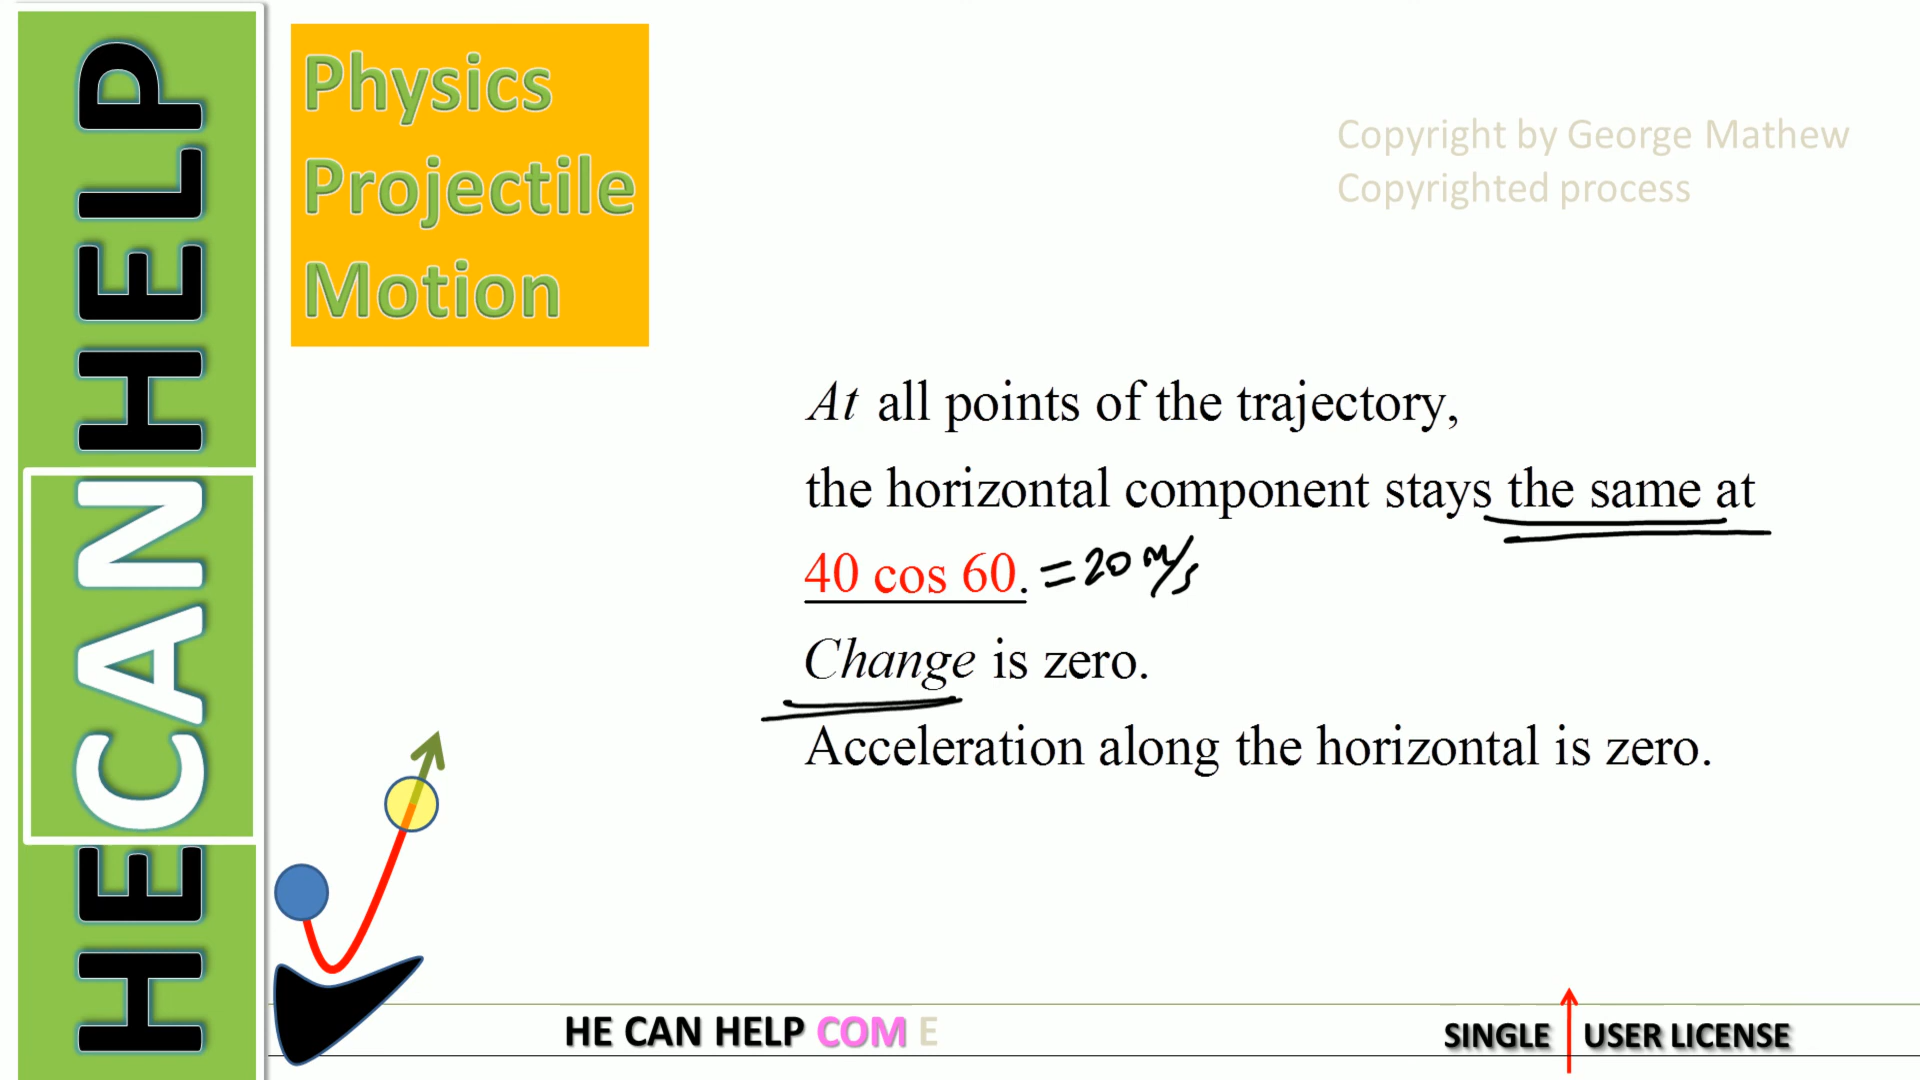 HE CAN HELP
Physics
Projectile
Motion
Copyright by George Mathew
Copyrighted process
At all points of the trajectory,
the horizontal component stays the same at
40 cos 60. = 20 m/s
Change is zero.
Acceleration along the horizontal is zero.
HE CAN HELP COM E
SINGLE USER LICENSE